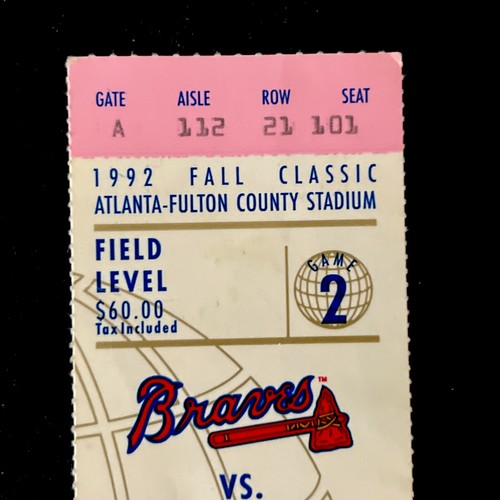 GATE AISLE ROW SEAT
A 112 21 101
1992 FALL CLASSIC
ATLANTA-FULTON COUNTY STADIUM
FIELD
LEVEL
$60.00
Tax Included
GAME
2
Braves™
VS.